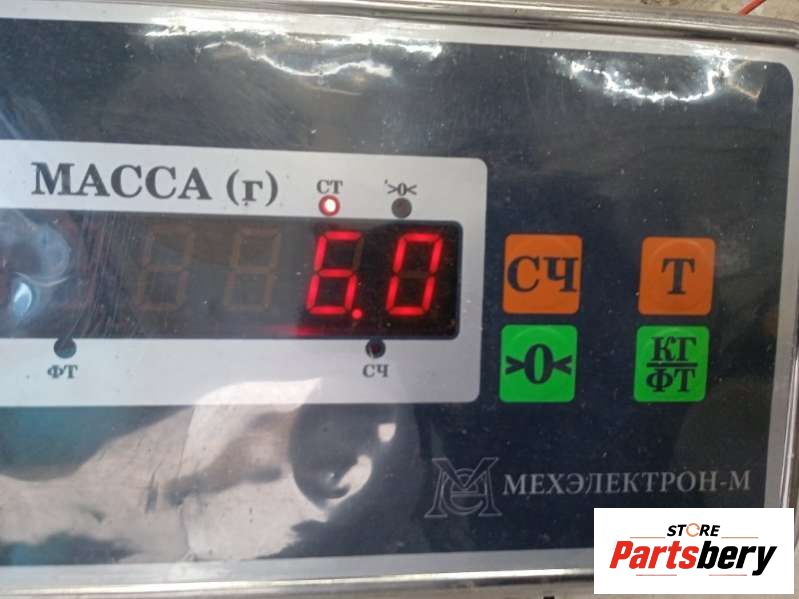 МАССА (г)
СТ
>0<
6.0
ФТ
СЧ
СЧ
Т
>0<
КГ
ФТ
МЕХЭЛЕКТРОН-М
STORE
Partsbery